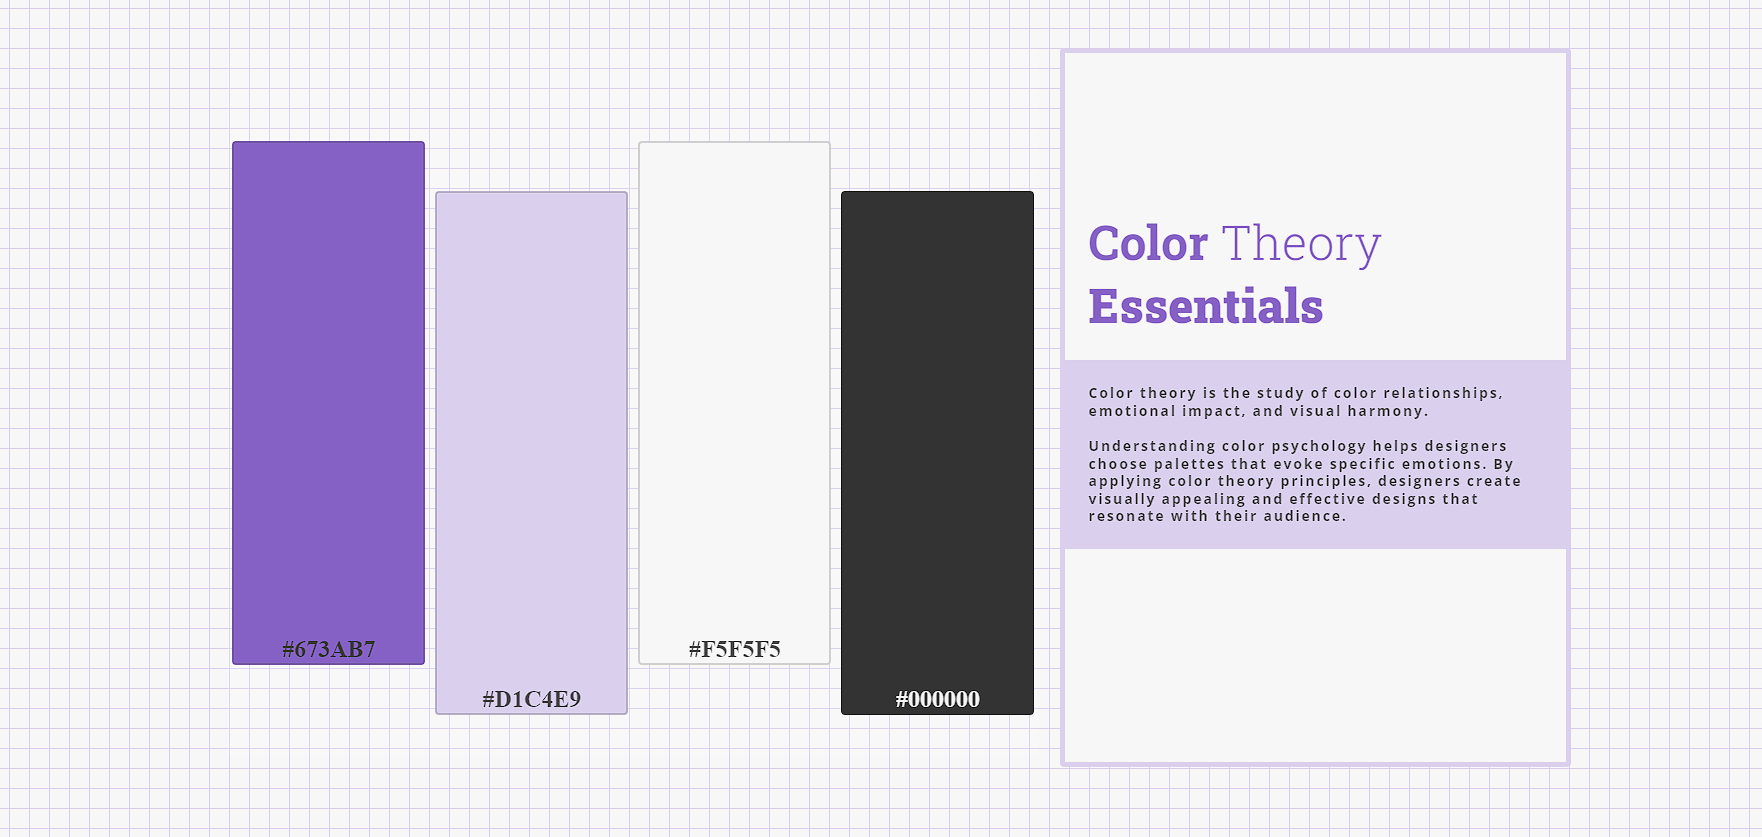 #673AB7
#D1C4E9
#F5F5F5
#000000
Color Theory
Essentials
Color theory is the study of color relationships,
emotional impact, and visual harmony.
Understanding color psychology helps designers
choose palettes that evoke specific emotions. By
applying color theory principles, designers create
visually appealing and effective designs that
resonate with their audience.